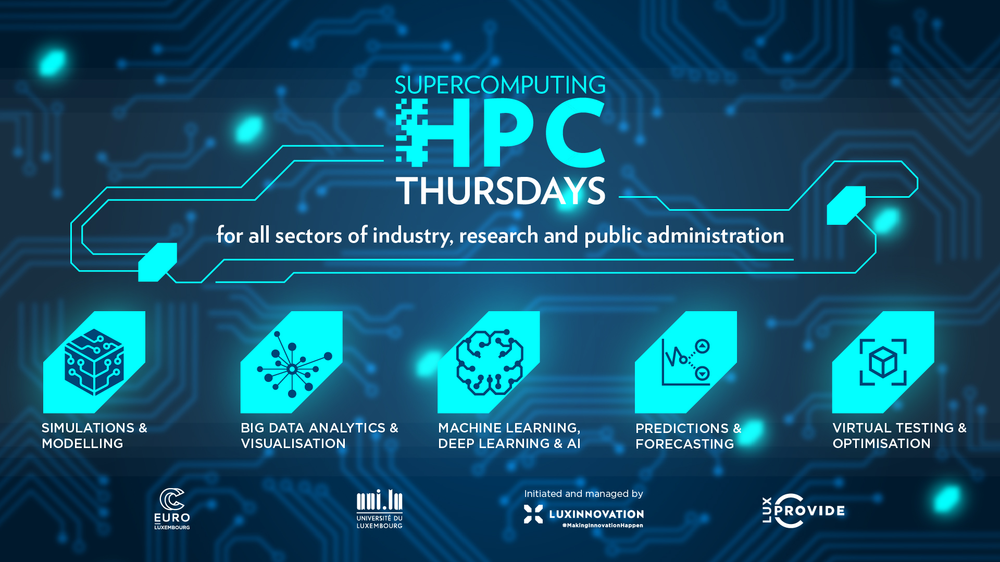 SUPERCOMPUTING
HPC
THURSDAYS
for all sectors of industry, research and public administration
SIMULATIONS &
MODELLING
BIG DATA ANALYTICS &
VISUALISATION
MACHINE LEARNING,
DEEP LEARNING & AI
PREDICTIONS &
FORECASTING
VIRTUAL TESTING &
OPTIMISATION
EURO
LUXEMBOURG
uni.lu
UNIVERSITÉ DU
LUXEMBOURG
Initiated and managed by
LUXINNOVATION
#MakingInnovationHappen
LUX
PROVIDE